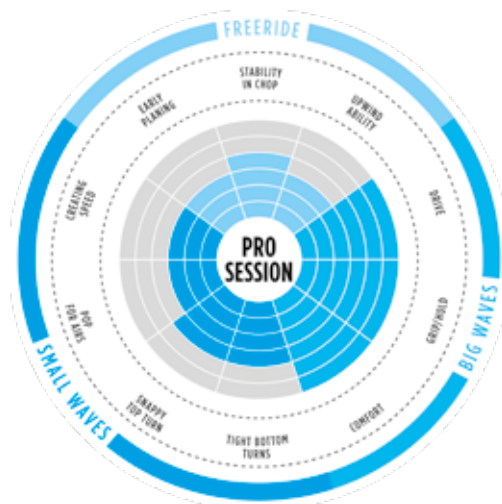 FREERIDE
STABILITY
IN CHOP
EARLY
PLANING
UPWIND
ABILITY
CREATING
SPEED
DRIVE
PRO
SESSION
POP
FOR AIRS
GRIP/HOLD
BIG WAVES
SMALL WAVES
SNAPPY
TOP TURN
TIGHT BOTTOM
TURNS
COMFORT